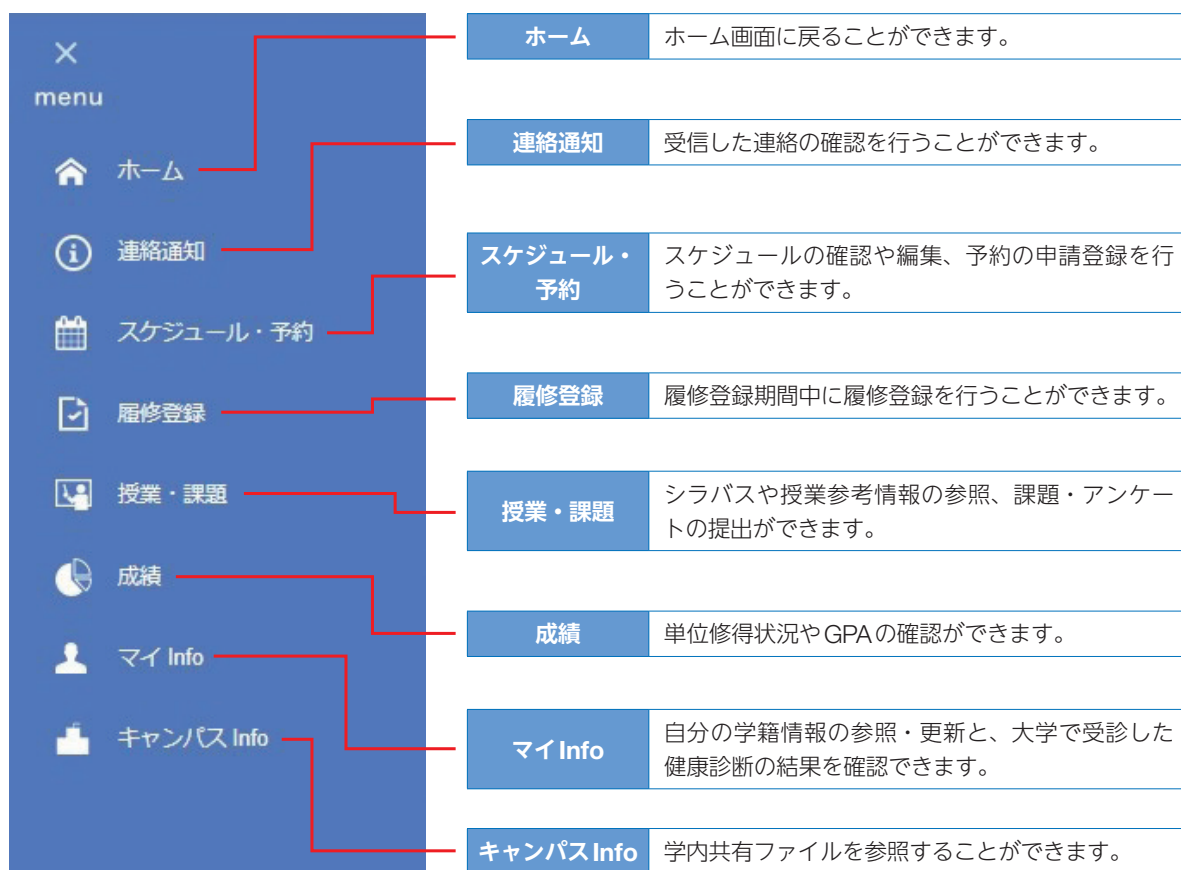 ×
menu
ホーム
連絡通知
スケジュール・予約
履修登録
授業・課題
成績
マイ Info
キャンパス Info
ホーム
ホーム画面に戻ることができます。
連絡通知
受信した連絡の確認を行うことができます。
スケジュール・
予約
スケジュールの確認や編集、予約の申請登録を行
うことができます。
履修登録
履修登録期間中に履修登録を行うことができます。
授業・課題
シラバスや授業参考情報の参照、課題・アンケー
トの提出ができます。
成績
単位修得状況やGPAの確認ができます。
マイInfo
自分の学籍情報の参照・更新と、大学で受診した
健康診断の結果を確認できます。
キャンパスInfo
学内共有ファイルを参照することができます。